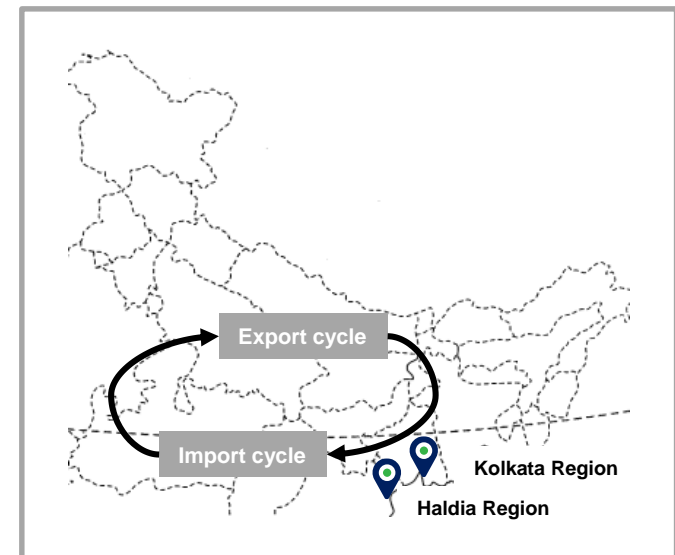 Export cycle
Import cycle
Kolkata Region
Haldia Region